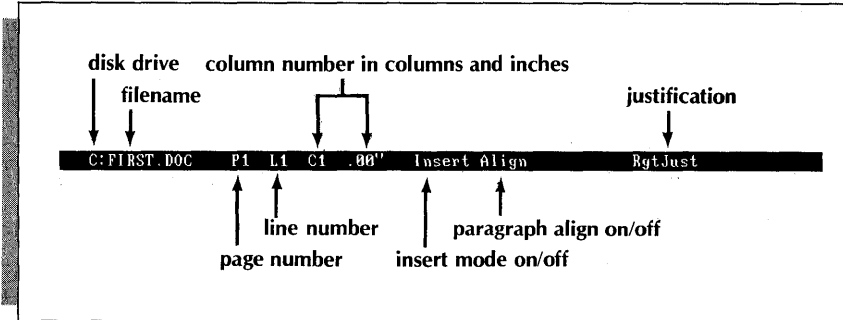 disk drive column number in columns and inches
filename justification
C:FIRST.DOC P1 L1 C1 .00" Insert Align RgtJust
line number paragraph align on/off
page number insert mode on/off